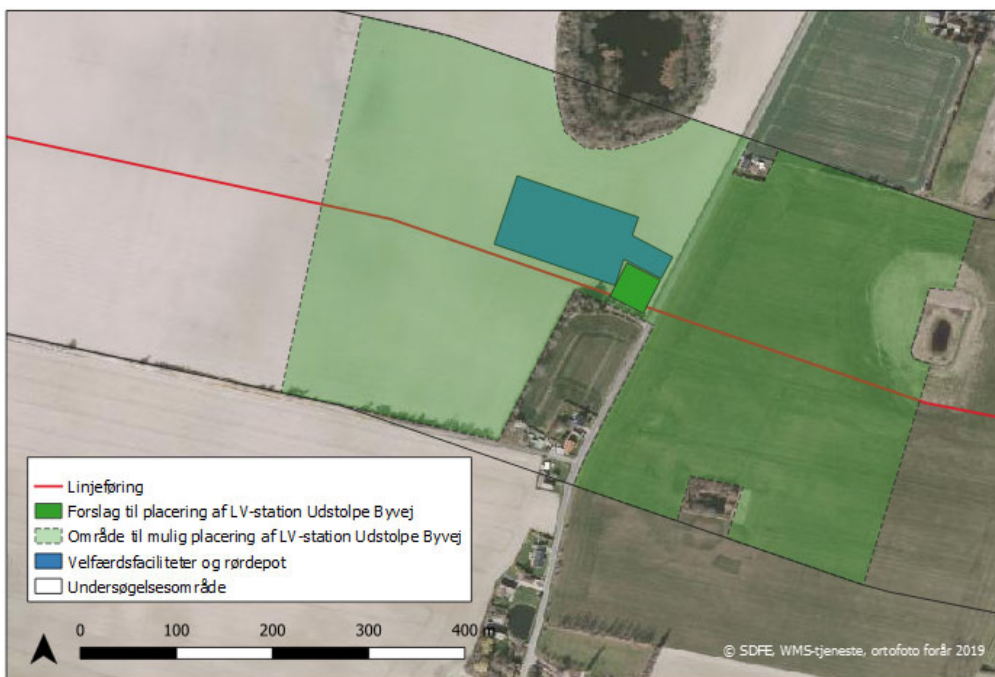 Linjeføring
Forslag til placering af LV-station Udstolpe Byvej
Område til mulig placering af LV-station Udstolpe Byvej
Velfærdsfaciliteter og rørdepot
Undersøgelsesområde
0 100 200 300 400 m
© SDFE, WMS-tjeneste, ortofoto forår 2019